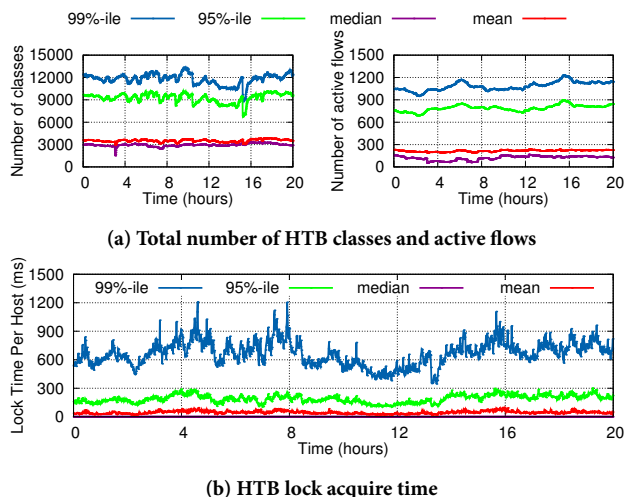 99%-ile 95%-ile median mean
Number of classes
15000
12000
9000
6000
3000
0
0 4 8 12 16 20
Time (hours)
Number of active flows
1500
1200
900
600
300
0
0 4 8 12 16 20
Time (hours)
(a) Total number of HTB classes and active flows
Lock Time Per Host (ms)
1500
1200
900
600
300
0
99%-ile 95%-ile median mean
0 4 8 12 16 20
Time (hours)
(b) HTB lock acquire time